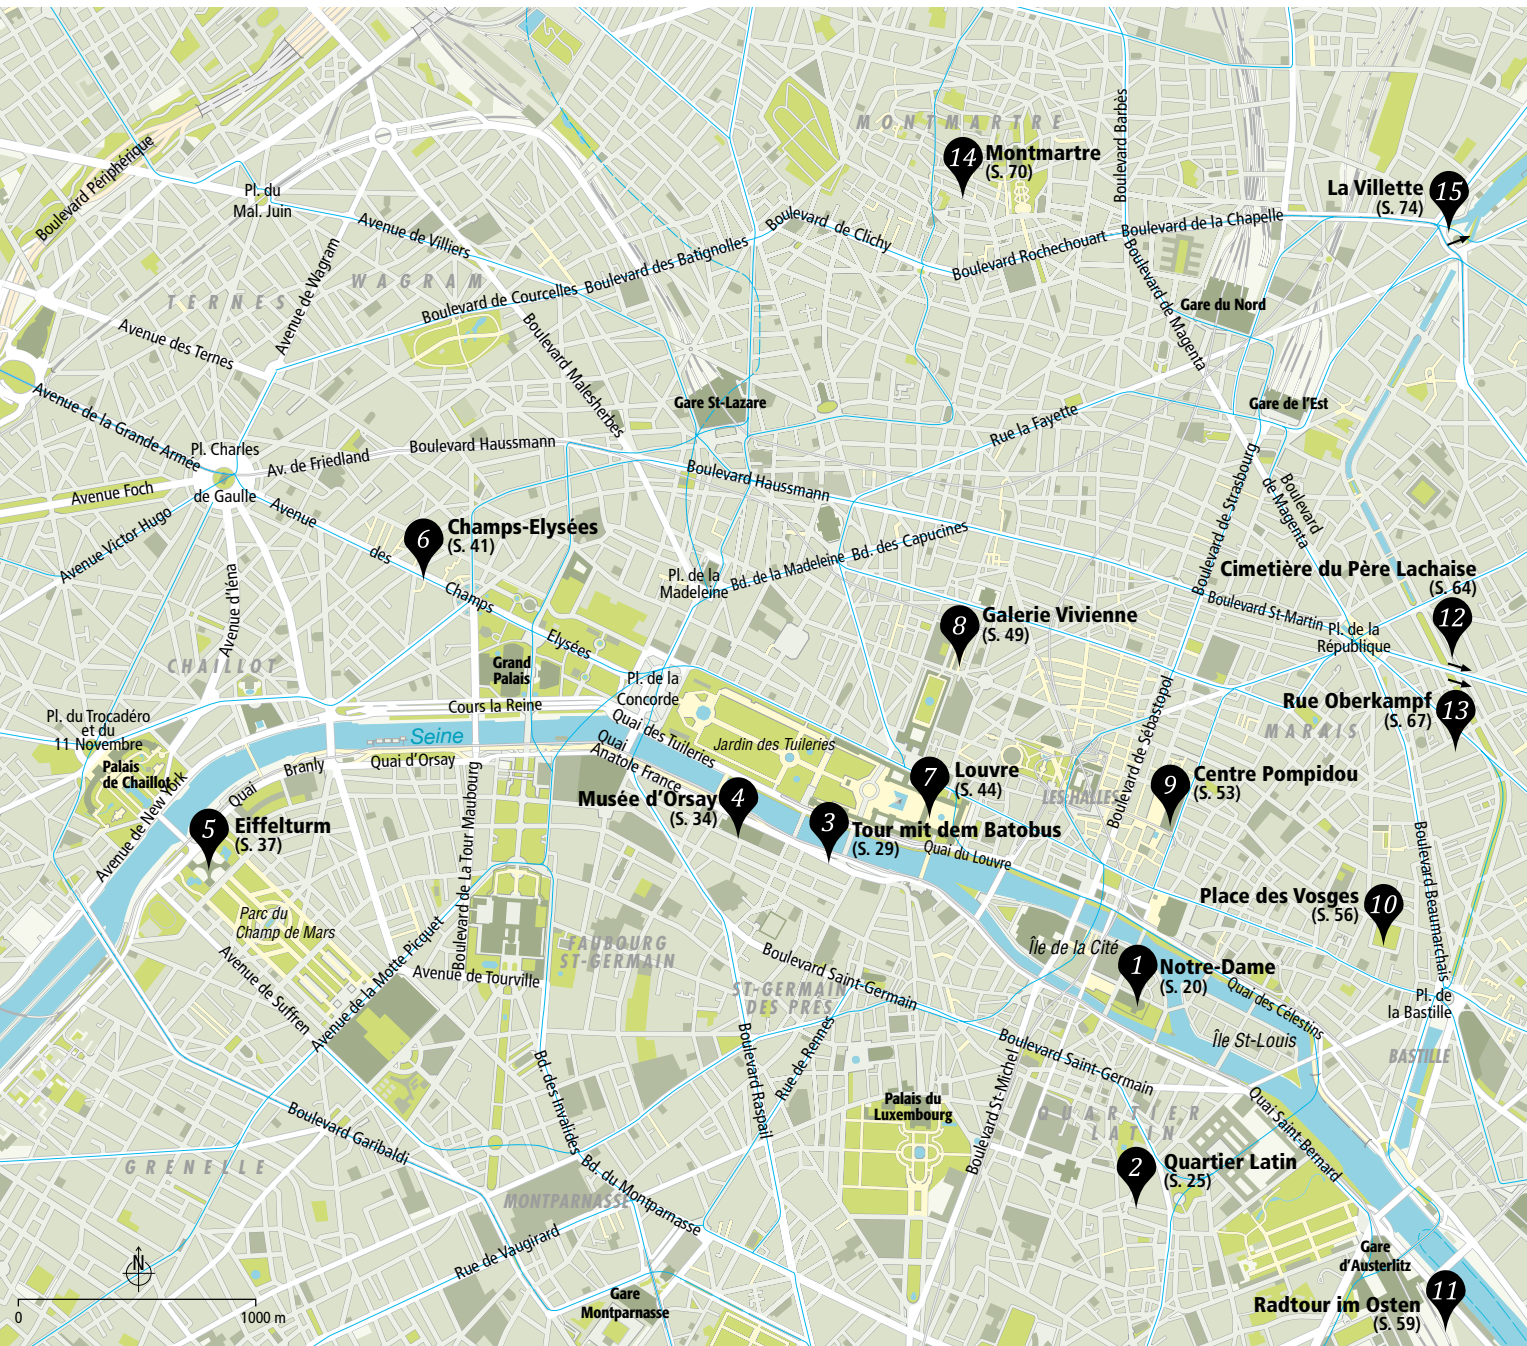 MONTMARTRE
14 Montmartre
(S. 70)
Boulevard Barbès
La Villette 15
(S. 74)
Boulevard Périphérique
Pl. du
Mal. Juin
Avenue de Villiers
Boulevard de Clichy
Boulevard de la Chapelle
Boulevard Rochechouart
Boulevard des Batignolles
Avenue de Wagram
WAGRAM
TERNES
Boulevard de Courcelles
Boulevard de Magenta
Gare du Nord
Avenue des Ternes
Boulevard Malesherbes
Gare St-Lazare
Gare de l'Est
Avenue de la Grande Armée
Rue la Fayette
Pl. Charles
de Gaulle
Av. de Friedland
Boulevard Haussmann
Boulevard Haussmann
Avenue Foch
Avenue Victor Hugo
Boulevard de Strasbourg
Boulevard
de Magenta
Avenue
des
Champs
Elysées
6 Champs-Elysées
(S. 41)
Bd. des Capucines
Bd. de la Madeleine
Pl. de la
Madeleine
Avenue d'Iéna
Cimetière du Père Lachaise
(S. 64)
12
Boulevard St-Martin
8 Galerie Vivienne
(S. 49)
Pl. de la
République
CHAILLOT
Grand
Palais
Pl. de la
Concorde
Cours la Reine
Rue Oberkampf 13
(S. 67)
MARAIS
Boulevard de Sébastopol
Pl. du Trocadéro
et du
11 Novembre
Palais
de Chaillot
Seine
Quai d'Orsay
Quai des Tuileries
Quai
Anatole France
Jardin des Tuileries
Quai
Branly
Avenue de New York
7 Louvre
(S. 44)
LES HALLES
9 Centre Pompidou
(S. 53)
Musée d'Orsay 4
(S. 34)
3 Tour mit dem Batobus
(S. 29)
Quai du Louvre
5 Eiffelturm
(S. 37)
Boulevard de La Tour Maubourg
Boulevard Beaumarchais
Place des Vosges 10
(S. 56)
Parc du
Champ de Mars
FAUBOURG
ST-GERMAIN
Boulevard Saint-Germain
Île de la Cité
1 Notre-Dame
(S. 20)
Avenue de Suffren
Avenue de la Motte Picquet
Avenue de Tourville
ST-GERMAIN
DES PRÉS
Quai des Célestins
Pl. de
la Bastille
Île St-Louis
BASTILLE
Boulevard Saint-Germain
Boulevard Raspail
Rue de Rennes
Bd. des Invalides
Boulevard St-Michel
Palais du
Luxembourg
QUARTIER
LATIN
Quai Saint-Bernard
Boulevard Garibaldi
GRENELLE
2 Quartier Latin
(S. 25)
MONTPARNASSE
Bd. du Montparnasse
Rue de Vaugirard
N
0 1000 m
Gare
Montparnasse
Gare
d'Austerlitz
Radtour im Osten 11
(S. 59)